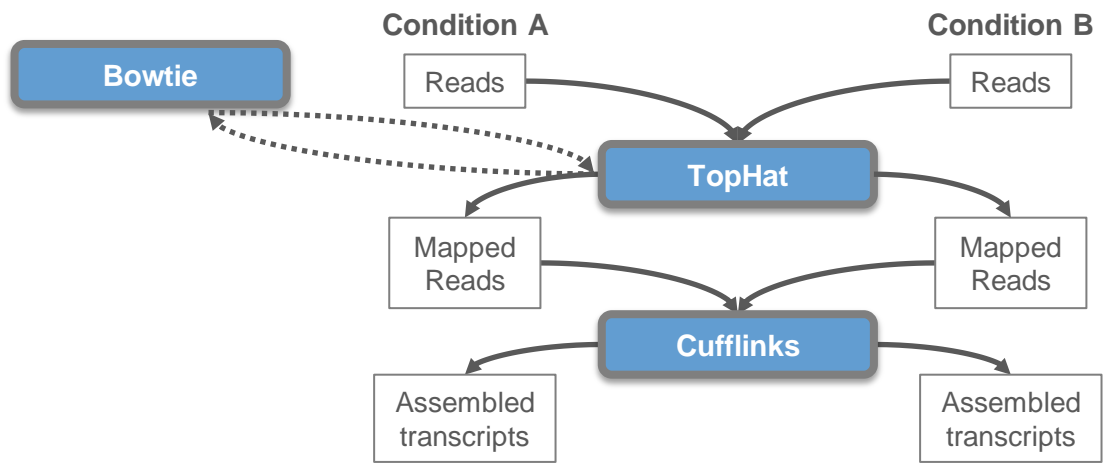 Condition A
Condition B
Bowtie
Reads
Reads
TopHat
Mapped
Reads
Mapped
Reads
Cufflinks
Assembled
transcripts
Assembled
transcripts